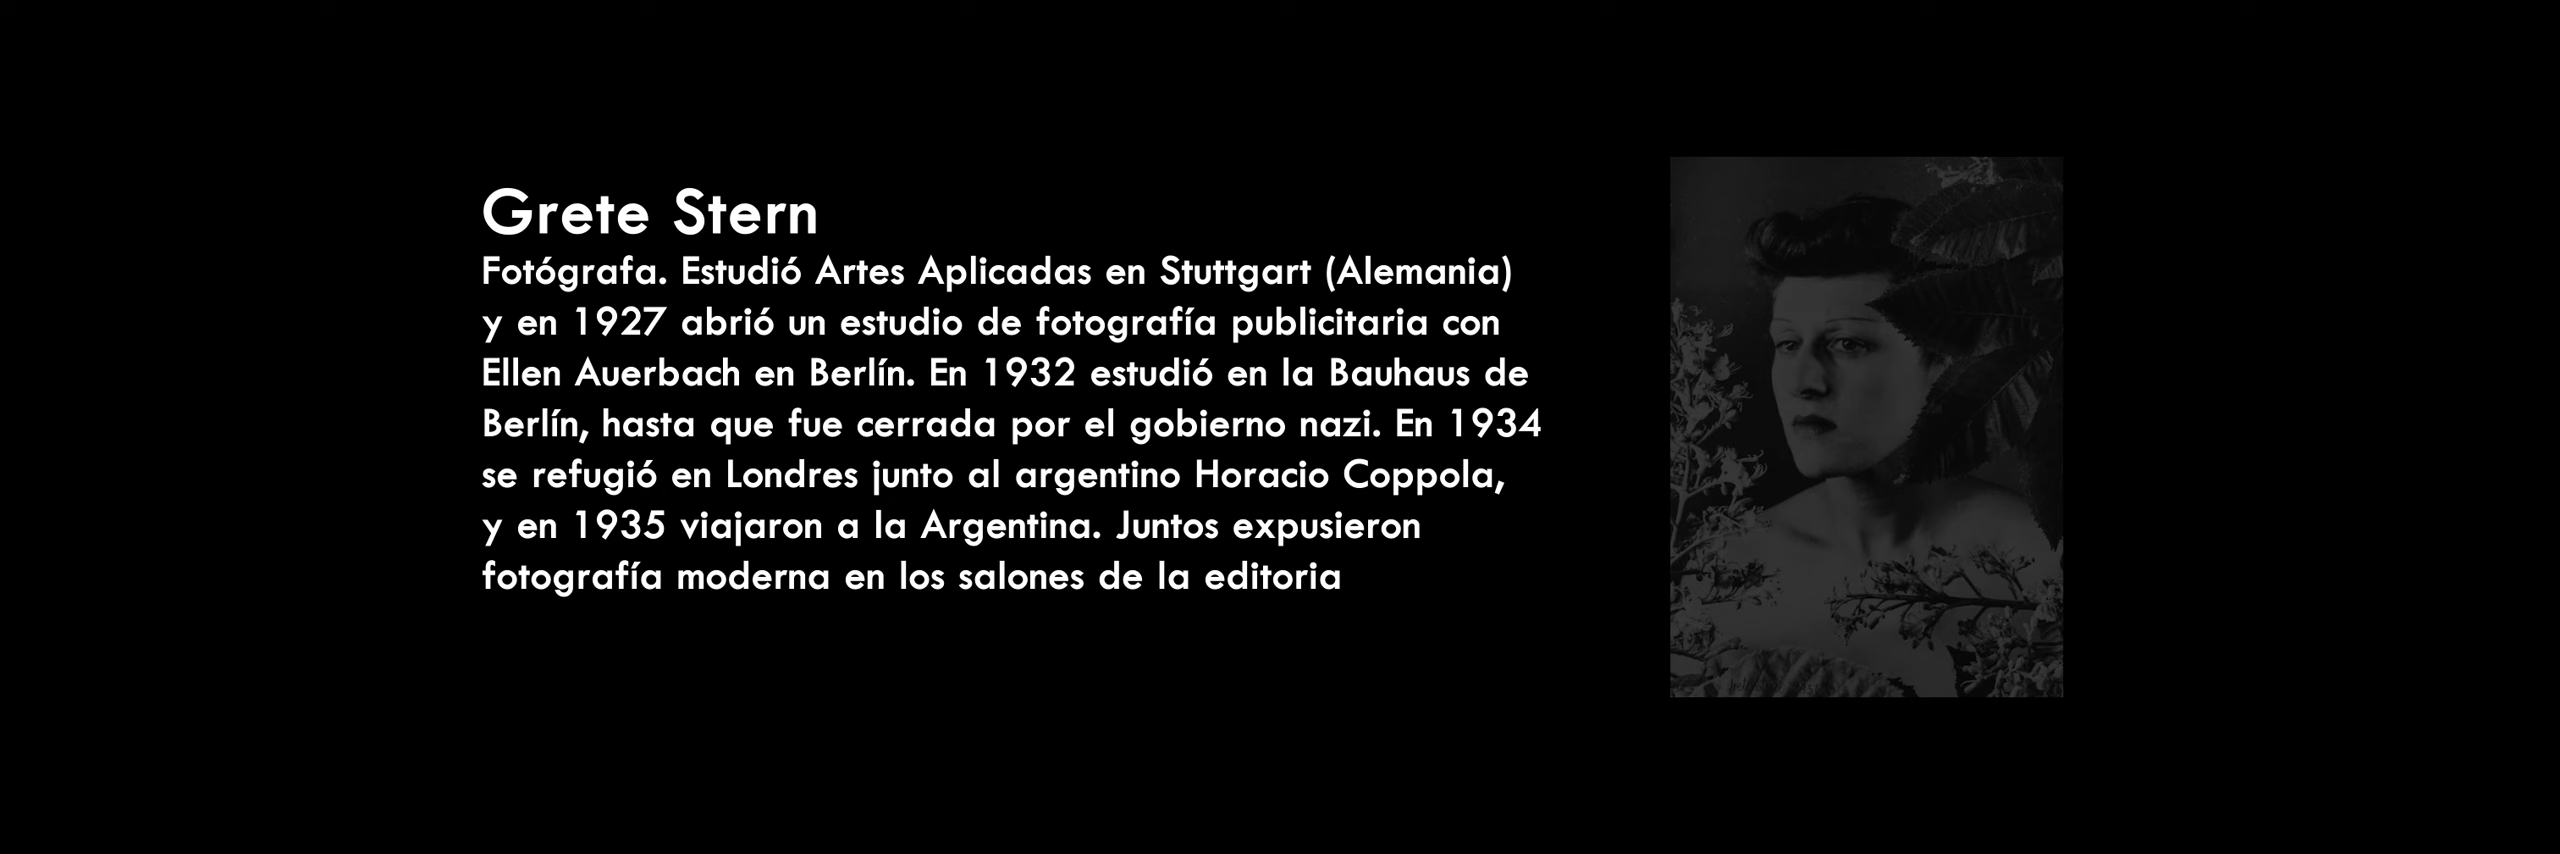 Grete Stern
Fotógrafa. Estudió Artes Aplicadas en Stuttgart (Alemania)
y en 1927 abrió un estudio de fotografía publicitaria con
Ellen Auerbach en Berlín. En 1932 estudió en la Bauhaus de
Berlín, hasta que fue cerrada por el gobierno nazi. En 1934
se refugió en Londres junto al argentino Horacio Coppola,
y en 1935 viajaron a la Argentina. Juntos expusieron
fotografía moderna en los salones de la editoria